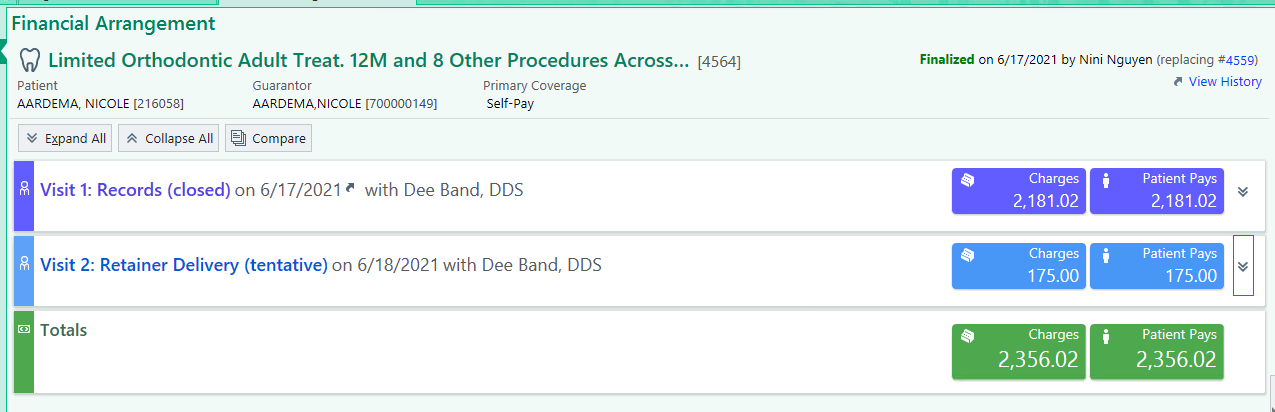 Financial Arrangement
Limited Orthodontic Adult Treat. 12M and 8 Other Procedures Across... [4564]
Finalized on 6/17/2021 by Nini Nguyen (replacing #4559)
View History
Patient Guarantor Primary Coverage
AARDEMA, NICOLE [216058] AARDEMA,NICOLE [700000149] Self-Pay
Expand All Collapse All Compare
Visit 1: Records (closed) on 6/17/2021 with Dee Band, DDS
Charges Patient Pays
2,181.02 2,181.02
Visit 2: Retainer Delivery (tentative) on 6/18/2021 with Dee Band, DDS
Charges Patient Pays
175.00 175.00
Totals
Charges Patient Pays
2,356.02 2,356.02